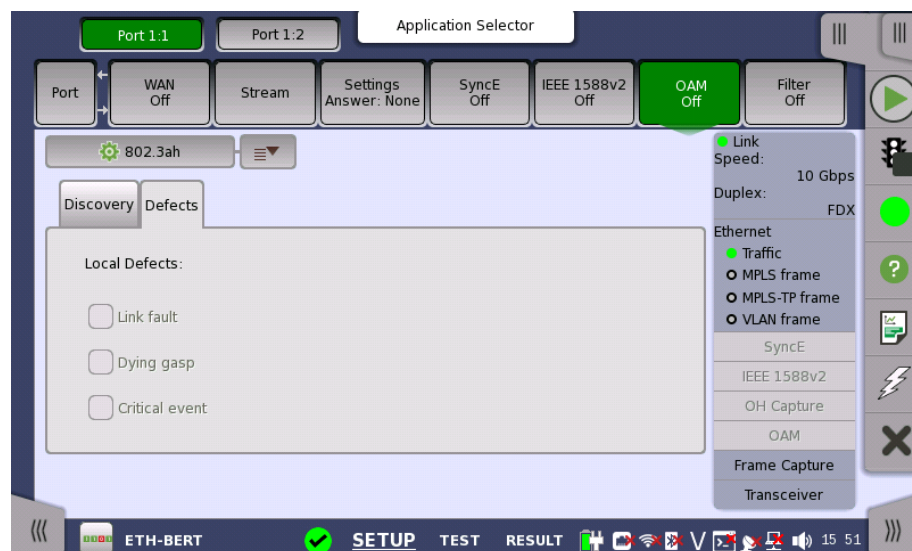 Port 1:1
Port 1:2
Application Selector
Port
WAN
Off
Stream
Settings
Answer: None
SyncE
Off
IEEE 1588v2
Off
OAM
Off
Filter
Off
802.3ah
Discovery
Defects
Local Defects:
Link fault
Dying gasp
Critical event
Link
Speed:
10 Gbps
Duplex:
FDX
Ethernet
Traffic
MPLS frame
MPLS-TP frame
VLAN frame
SyncE
IEEE 1588v2
OH Capture
OAM
Frame Capture
Transceiver
ETH-BERT
SETUP
TEST
RESULT
15 51